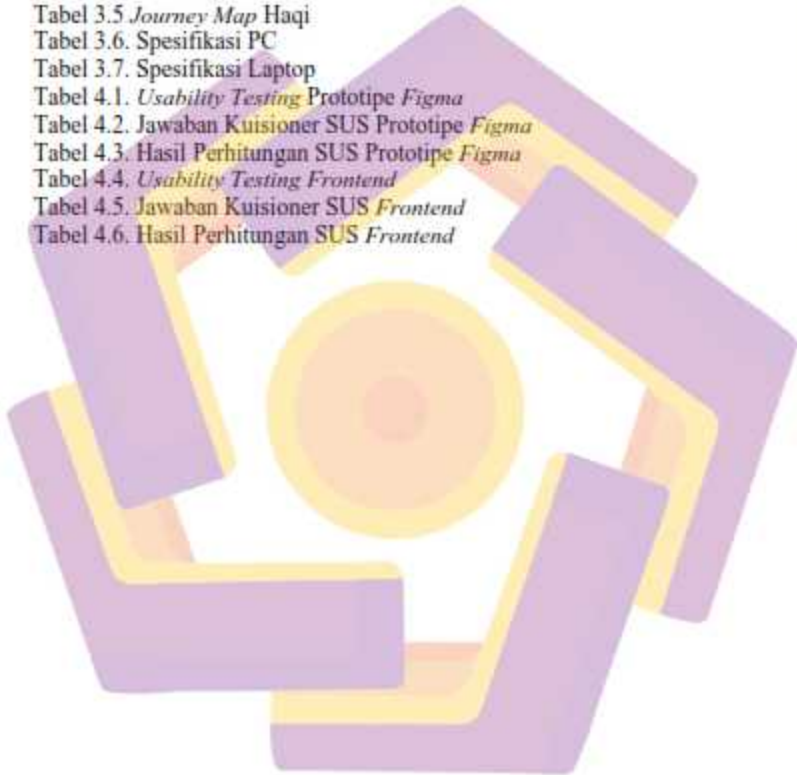 Tabel 3.5 Journey Map Haqi
Tabel 3.6. Spesifikasi PC
Tabel 3.7. Spesifikasi Laptop
Tabel 4.1. Usability Testing Prototipe Figma
Tabel 4.2. Jawaban Kuisioner SUS Prototipe Figma
Tabel 4.3. Hasil Perhitungan SUS Prototipe Figma
Tabel 4.4. Usability Testing Frontend
Tabel 4.5. Jawaban Kuisioner SUS Frontend
Tabel 4.6. Hasil Perhitungan SUS Frontend